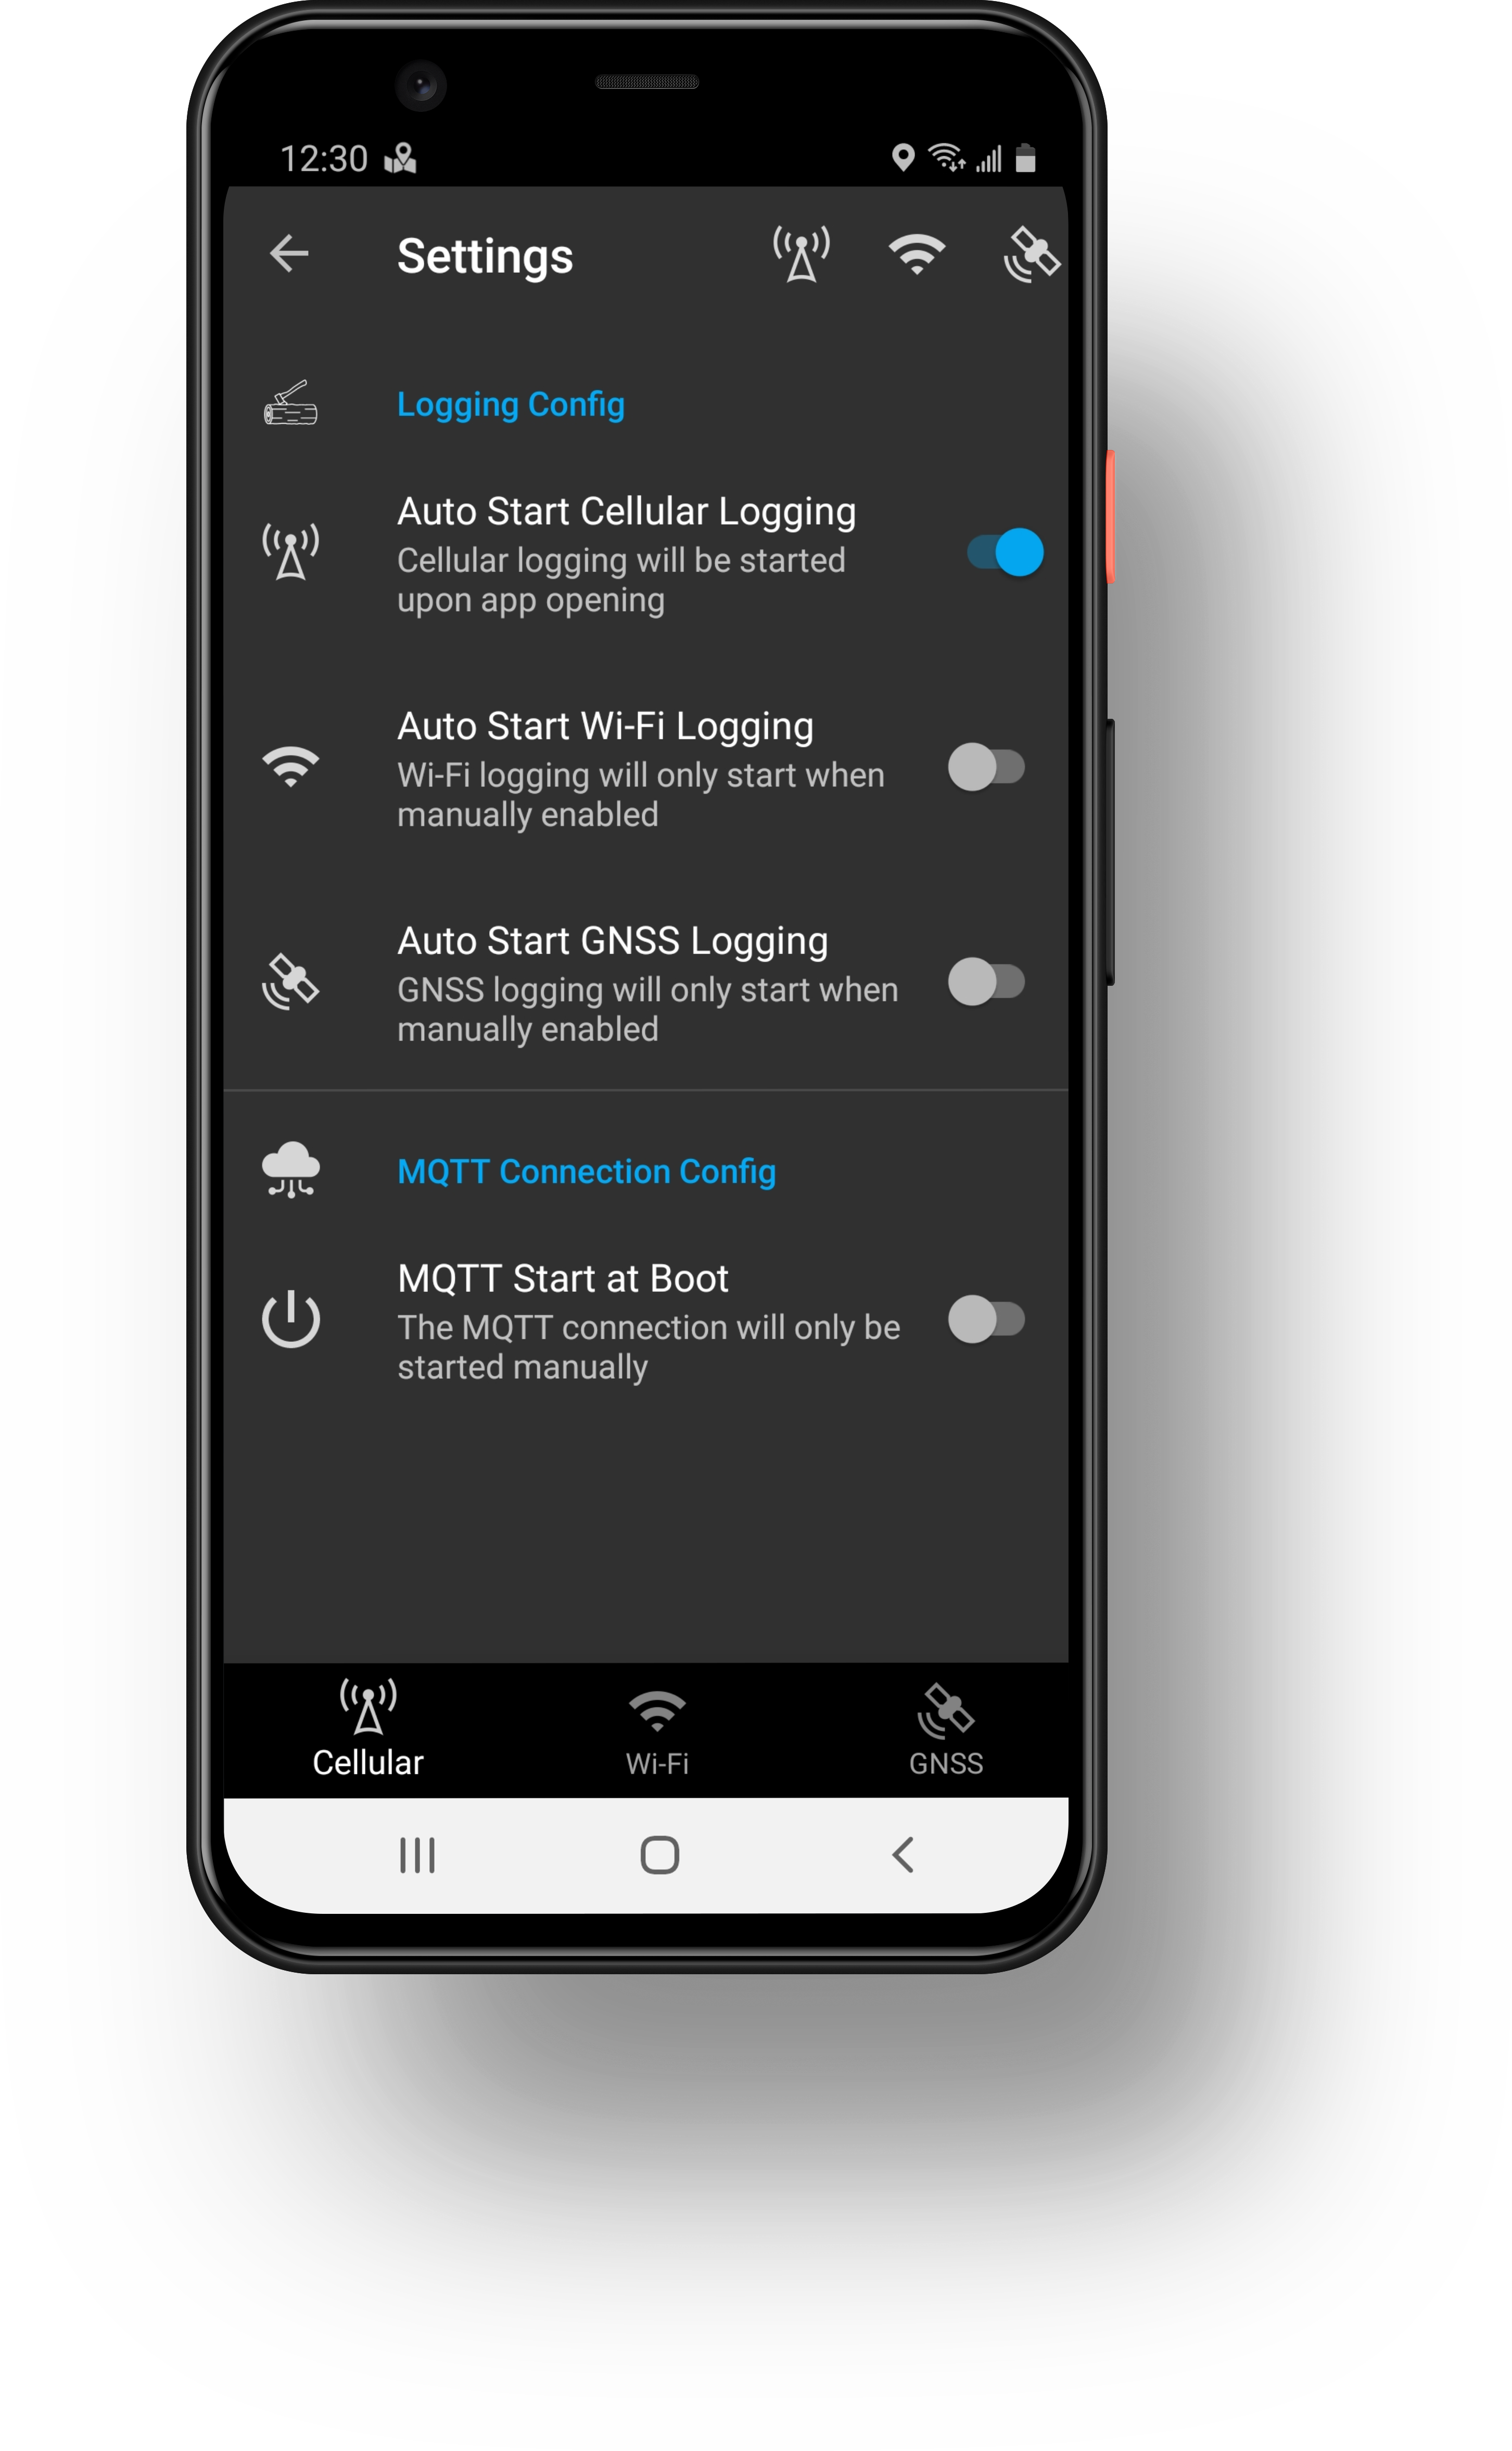 12:30
Settings
Logging Config
Auto Start Cellular Logging
Cellular logging will be started
upon app opening
Auto Start Wi-Fi Logging
Wi-Fi logging will only start when
manually enabled
Auto Start GNSS Logging
GNSS logging will only start when
manually enabled
MQTT Connection Config
MQTT Start at Boot
The MQTT connection will only be
started manually
Cellular
Wi-Fi
GNSS